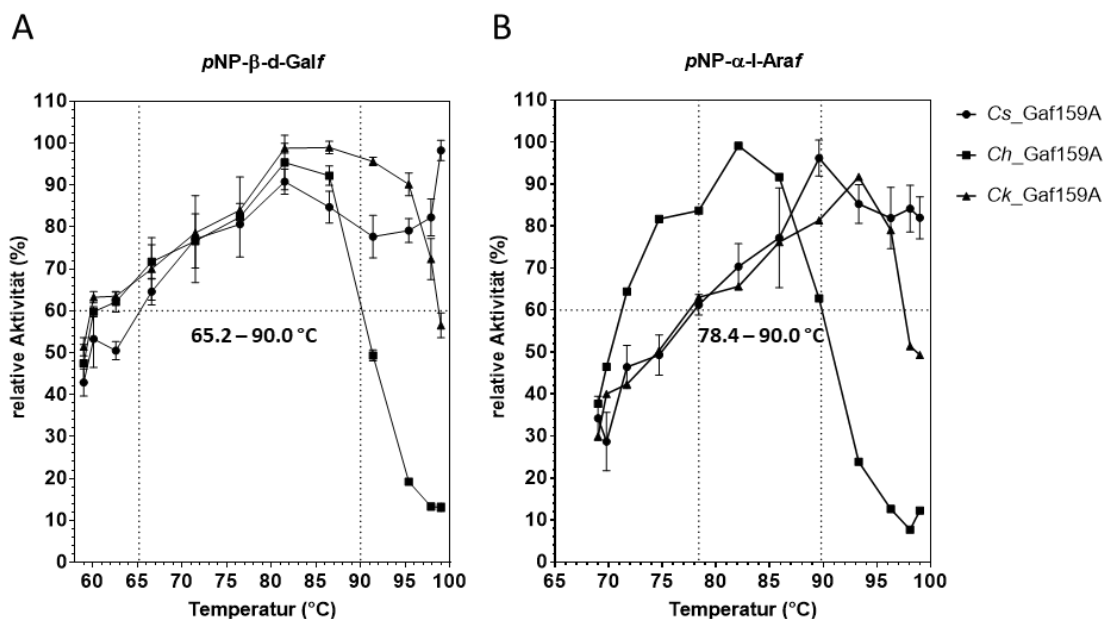 A
pNP-β-d-Galf
110
100
90
80
70
60
50
40
30
20
10
0
relative Aktivität (%)
65.2 – 90.0 °C
60 65 70 75 80 85 90 95 100
Temperatur (°C)
B
pNP-α-l-Araf
110
100
90
80
70
60
50
40
30
20
10
0
relative Aktivität (%)
78.4 – 90.0 °C
65 70 75 80 85 90 95 100
Temperatur (°C)
Cs_Gaf159A
Ch_Gaf159A
Ck_Gaf159A